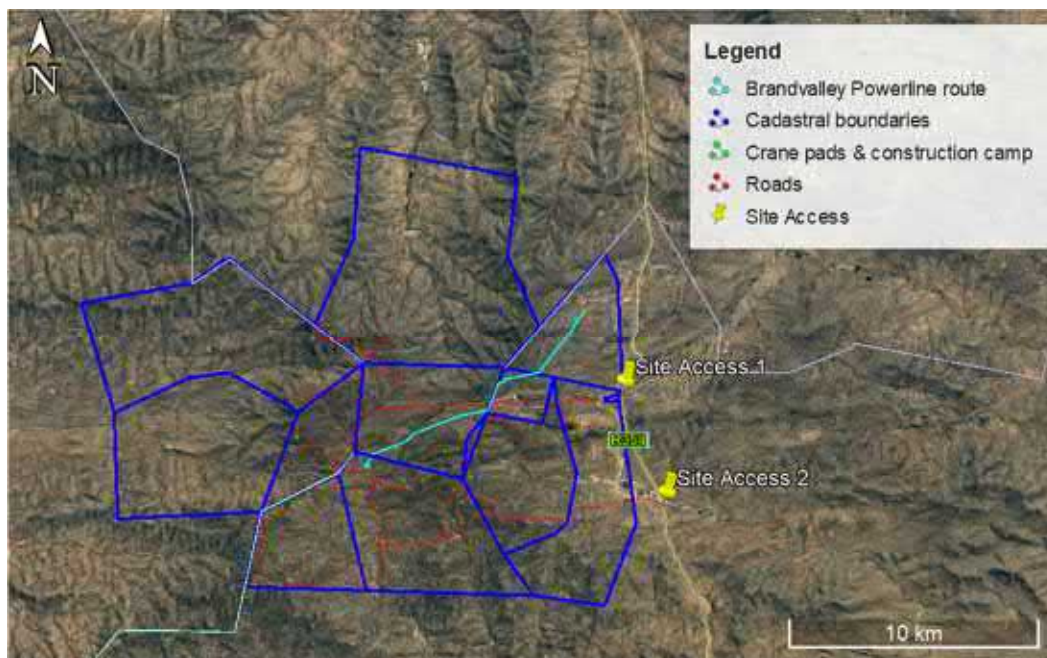 N
Legend
Brandvalley Powerline route
Cadastral boundaries
Crane pads & construction camp
Roads
Site Access
Site Access 1
Site Access 2
10 km